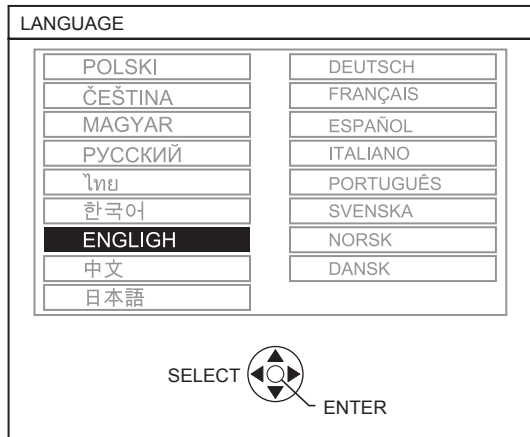 LANGUAGE
POLSKI
ČEŠTINA
MAGYAR
РУССКИЙ
ไทย
한국어
ENGLIGH
中文
日本語
DEUTSCH
FRANÇAIS
ESPAÑOL
ITALIANO
PORTUGUÊS
SVENSKA
NORSK
DANSK
SELECT
ENTER